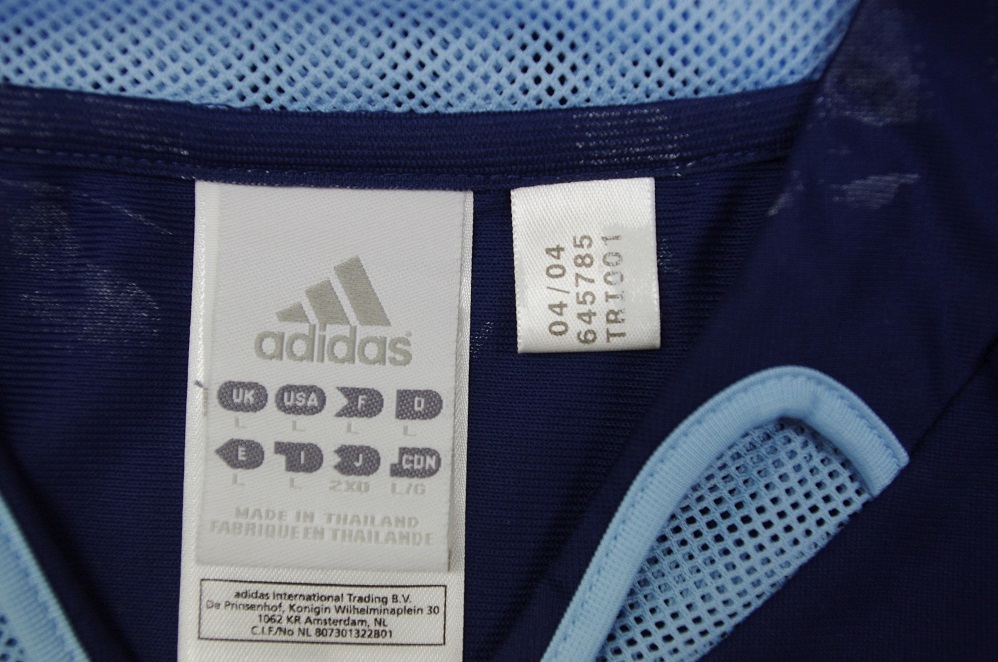 adidas®
UK USA F D
L L L L
E I J CDN
L L 2XO L/G
MADE IN THAILAND
FABRIQUE EN THAILANDE
adidas International Trading B.V.
De Prinsenhof, Konigin Wilhelminaplein 30
1062 KR Amsterdam, NL
C.I.F./No NL 807301322B01
04/04
645785
TRI001